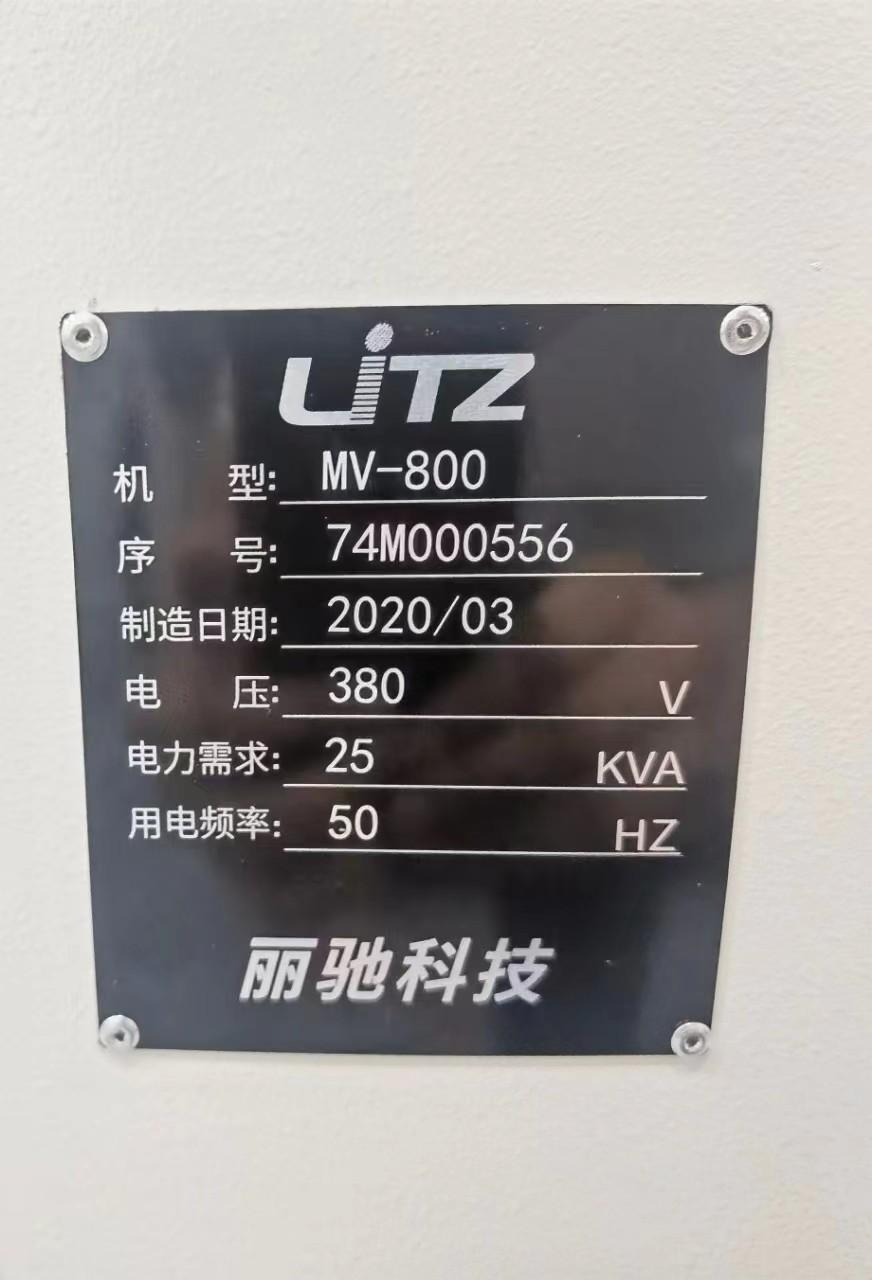 LiTZ
机 型: MV-800
序 号: 74M000556
制造日期: 2020/03
电 压: 380 V
电力需求: 25 KVA
用电频率: 50 HZ
丽驰科技